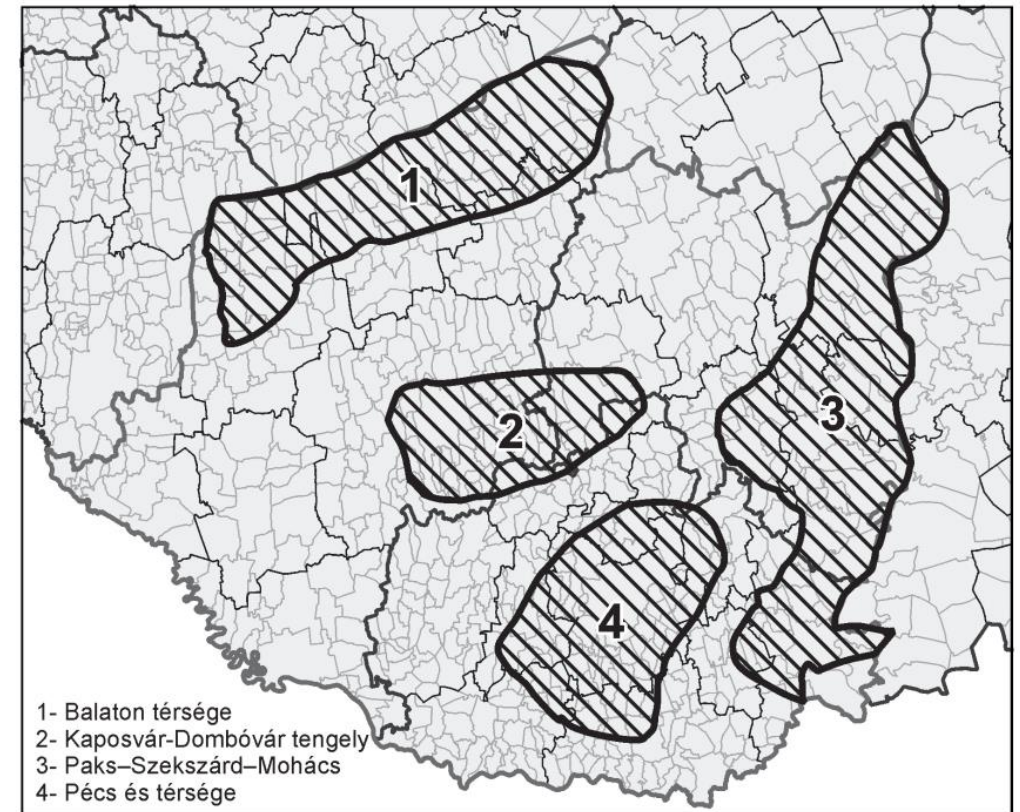 1
2
3
4
1- Balaton térsége
2- Kaposvár-Dombóvár tengely
3- Paks–Szekszárd–Mohács
4- Pécs és térsége